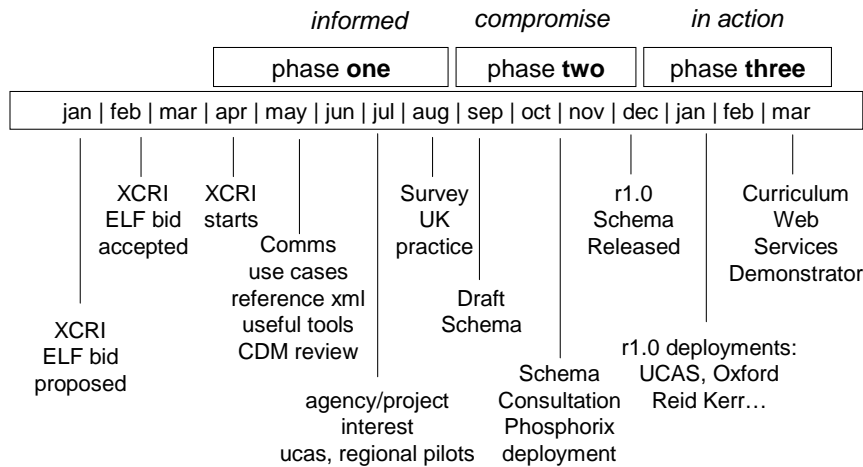 informed compromise in action
phase one phase two phase three
jan | feb | mar | apr | may | jun | jul | aug | sep | oct | nov | dec | jan | feb | mar
XCRI
ELF bid
proposed
XCRI
ELF bid
accepted
XCRI
starts
Comms
use cases
reference xml
useful tools
CDM review
agency/project
interest
ucas, regional pilots
Survey
UK
practice
Draft
Schema
Schema
Consultation
Phosphorix
deployment
r1.0
Schema
Released
r1.0 deployments:
UCAS, Oxford
Reid Kerr…
Curriculum
Web
Services
Demonstrator